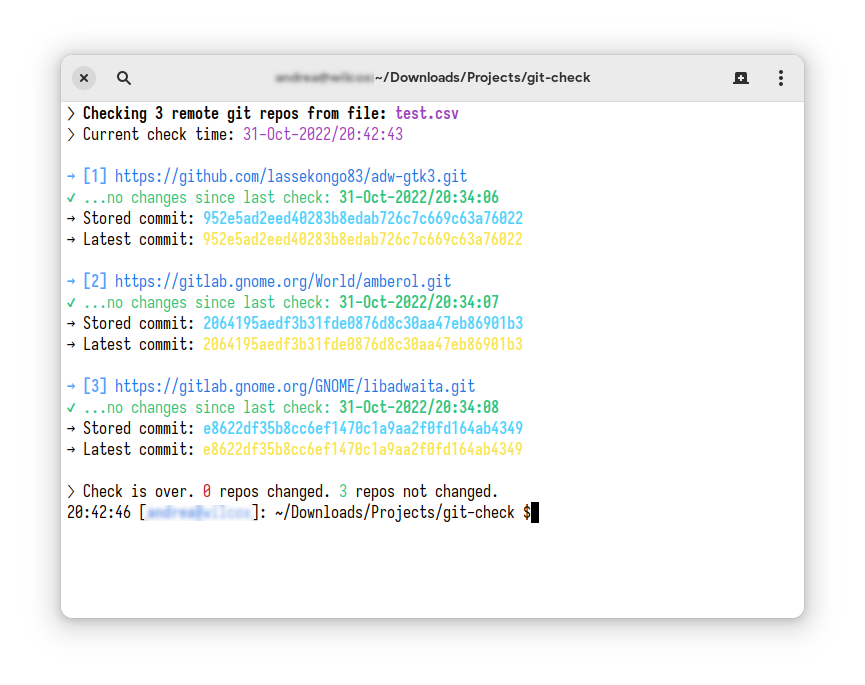 ~/Downloads/Projects/git-check
> Checking 3 remote git repos from file: test.csv
> Current check time: 31-Oct-2022/20:42:43
→ [1] https://github.com/lassekongo83/adw-gtk3.git
✔ ...no changes since last check: 31-Oct-2022/20:34:06
→ Stored commit: 952e5ad2eed40283b8edab726c7c669c63a76022
→ Latest commit: 952e5ad2eed40283b8edab726c7c669c63a76022
→ [2] https://gitlab.gnome.org/World/amberol.git
✔ ...no changes since last check: 31-Oct-2022/20:34:07
→ Stored commit: 2064195aedf3b31fde0876d8c30aa47eb86901b3
→ Latest commit: 2064195aedf3b31fde0876d8c30aa47eb86901b3
→ [3] https://gitlab.gnome.org/GNOME/libadwaita.git
✔ ...no changes since last check: 31-Oct-2022/20:34:08
→ Stored commit: e8622df35b8cc6ef1470c1a9aa2f0fd164ab4349
→ Latest commit: e8622df35b8cc6ef1470c1a9aa2f0fd164ab4349
> Check is over. 0 repos changed. 3 repos not changed.
20:42:46 []: ~/Downloads/Projects/git-check $